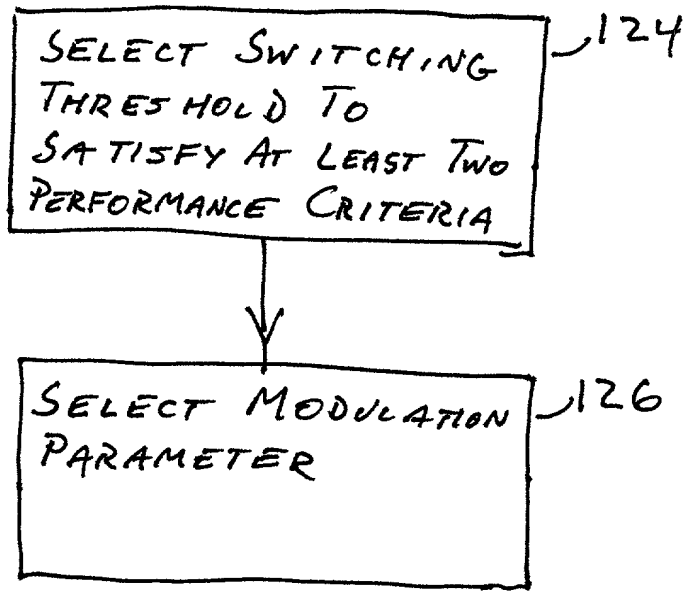 SELECT SWITCHING
THRESHOLD TO
SATISFY AT LEAST TWO
PERFORMANCE CRITERIA
124
SELECT MODULATION
PARAMETER
126